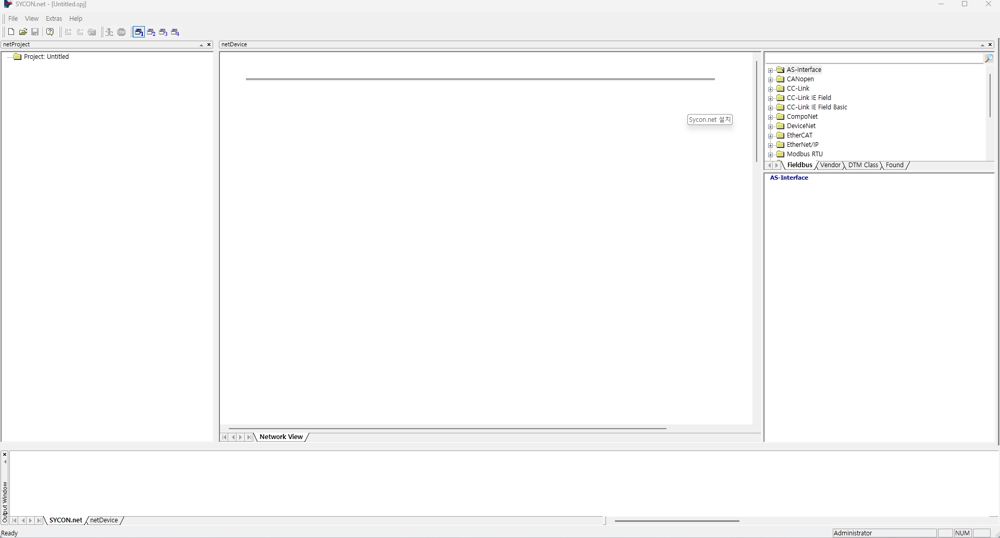 SYCON.net - [Untitled.spj]
File View Extras Help
netProject
netDevice
Project: Untitled
Sycon.net 설치
AS-Interface
CANopen
CC-Link
CC-Link IE Field
CC-Link IE Field Basic
CompoNet
DeviceNet
EtherCAT
EtherNet/IP
Modbus RTU
Fieldbus Vendor DTM Class Found
AS-Interface
Network View
Output Window
SYCON.net netDevice
Ready
Administrator
NUM